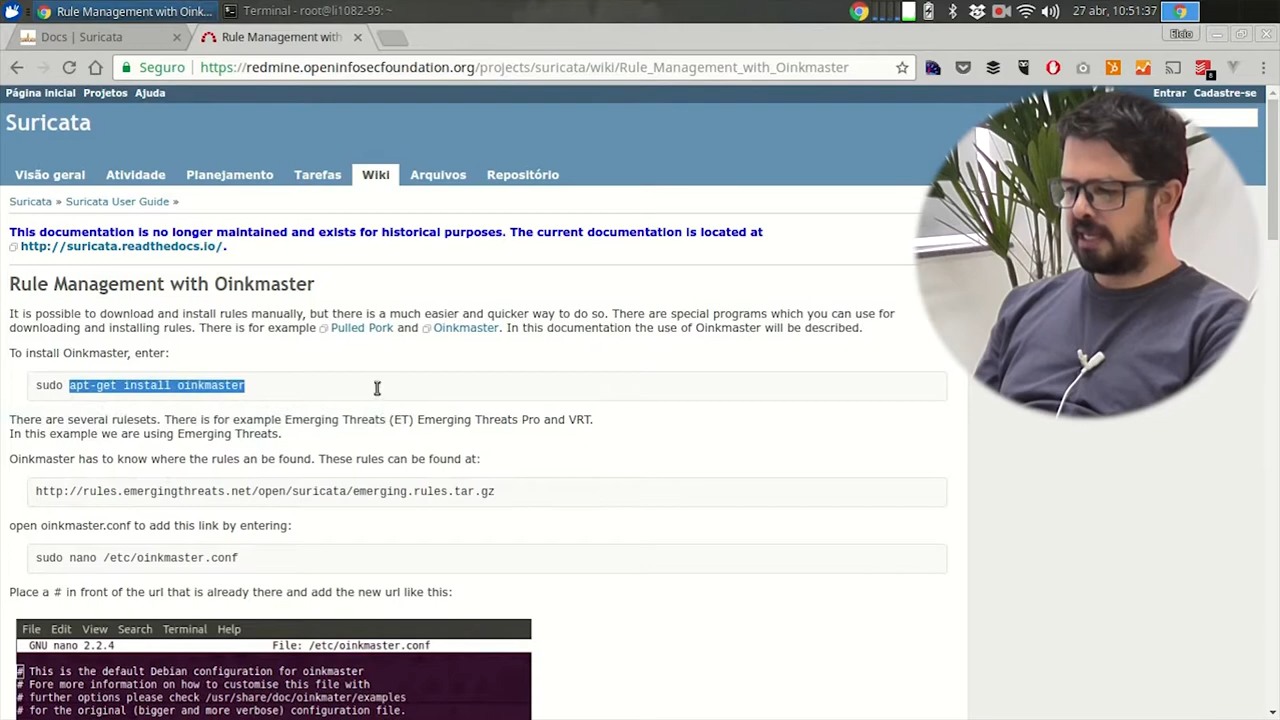 Rule Management with Oink...
Terminal - root@li1082-99: ~
27 abr, 10:51:37
Docs | Suricata
Rule Management with
Elcio
Seguro
https://redmine.openinfosecfoundation.org/projects/suricata/wiki/Rule_Management_with_Oinkmaster
8
Página inicial Projetos Ajuda
Entrar Cadastre-se
Suricata
Visão geral Atividade Planejamento Tarefas Wiki Arquivos Repositório
Suricata » Suricata User Guide »
This documentation is no longer maintained and exists for historical purposes. The current documentation is located at
http://suricata.readthedocs.io/.
Rule Management with Oinkmaster
It is possible to download and install rules manually, but there is a much easier and quicker way to do so. There are special programs which you can use for
downloading and installing rules. There is for example Pulled Pork and Oinkmaster. In this documentation the use of Oinkmaster will be described.
To install Oinkmaster, enter:
sudo apt-get install oinkmaster
There are several rulesets. There is for example Emerging Threats (ET) Emerging Threats Pro and VRT.
In this example we are using Emerging Threats.
Oinkmaster has to know where the rules an be found. These rules can be found at:
http://rules.emergingthreats.net/open/suricata/emerging.rules.tar.gz
open oinkmaster.conf to add this link by entering:
sudo nano /etc/oinkmaster.conf
Place a # in front of the url that is already there and add the new url like this:
File Edit View Search Terminal Help
GNU nano 2.2.4 File: /etc/oinkmaster.conf
# This is the default Debian configuration for oinkmaster
# Fore more information on how to customise this file with
# further options please check /usr/share/doc/oinkmater/examples
# for the original (bigger and more verbose) configuration file.